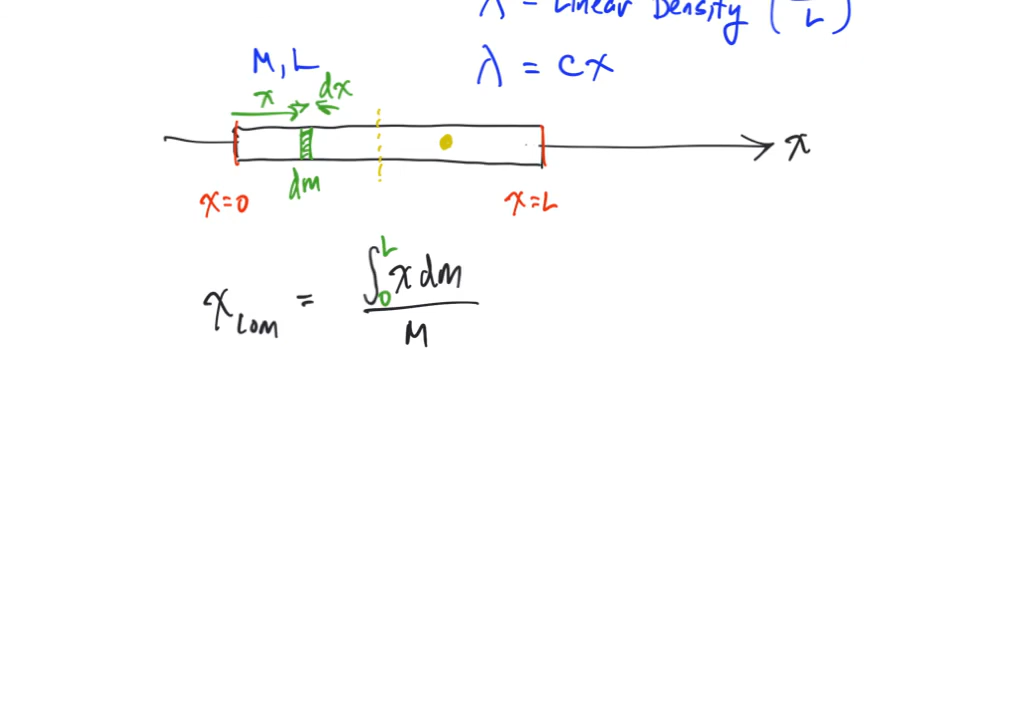 λ = Linear Density ( /L)
M, L
λ = cx
x
dx
x
dm
x=0
x=L
x_com = ∫₀ᴸ x dm / M